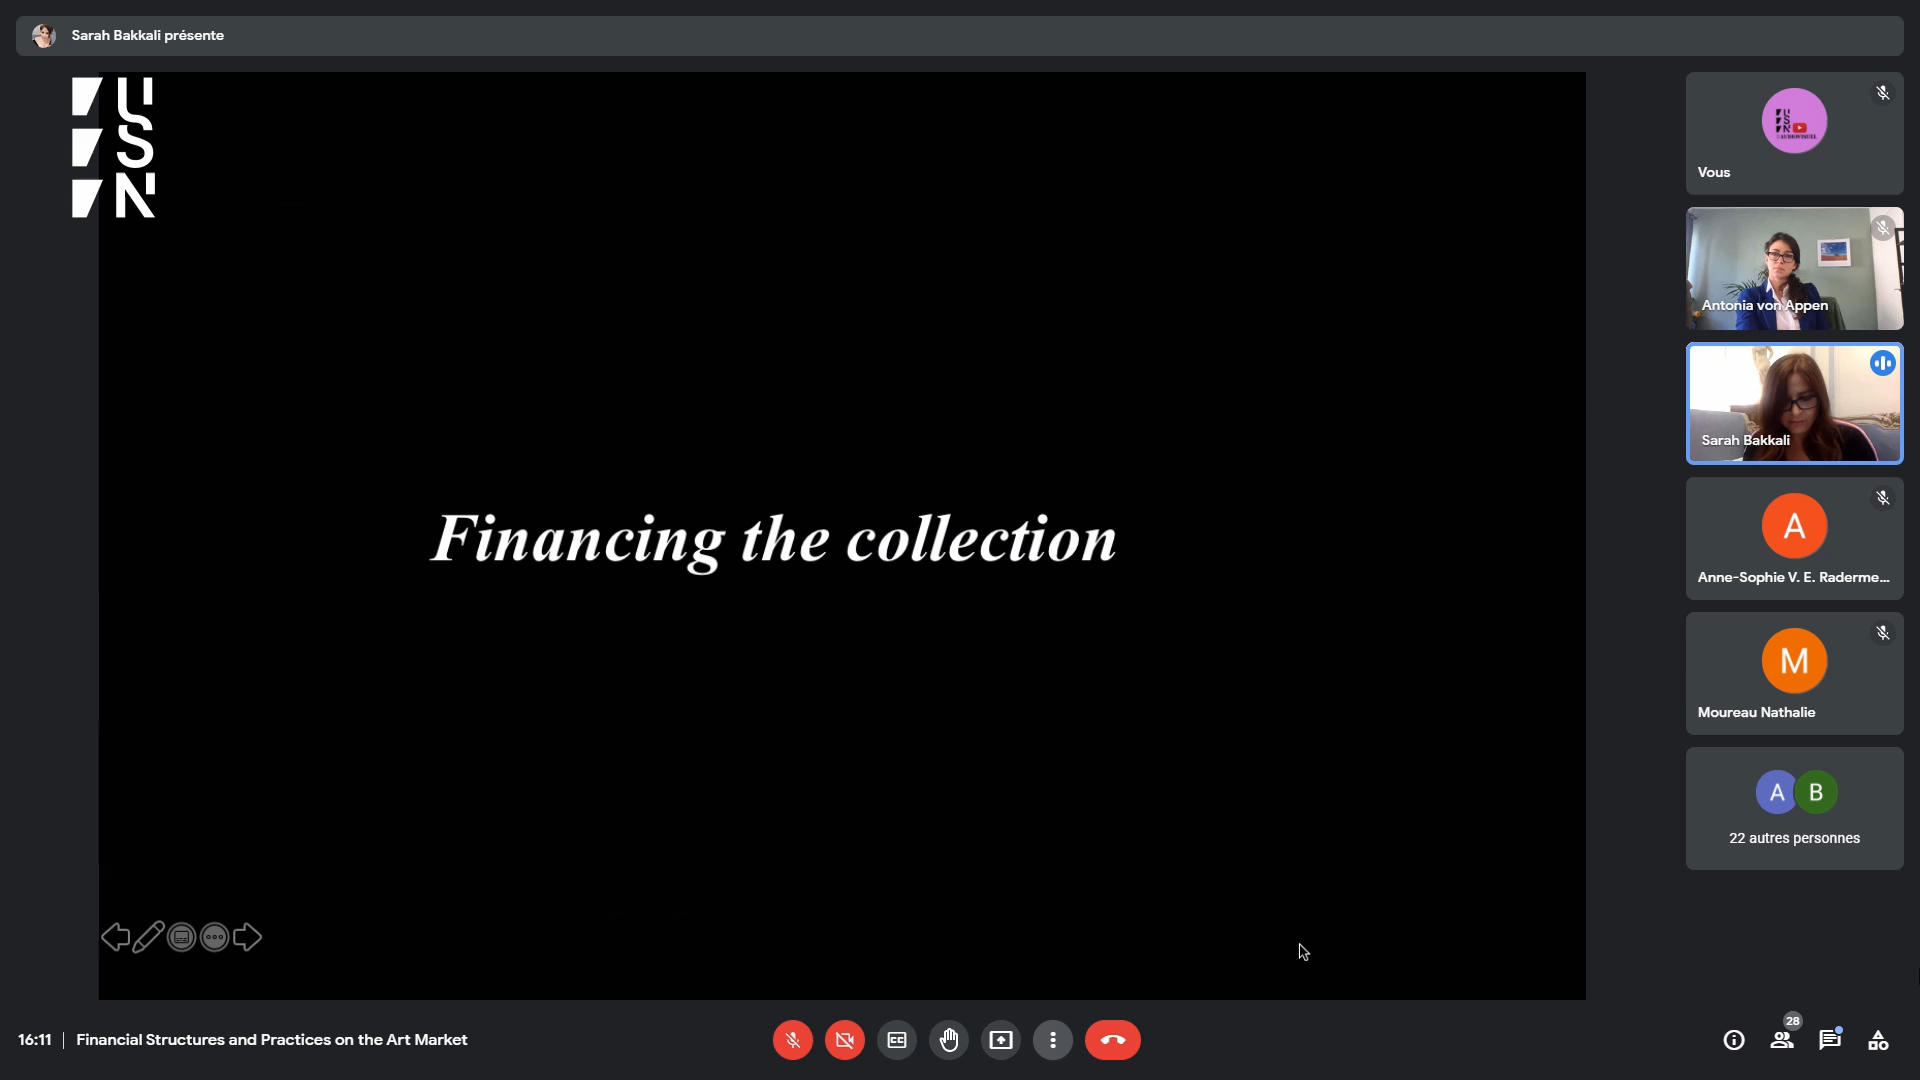 Sarah Bakkali présente
U
S
N
Vous
Antonia von Appen
Sarah Bakkali
A
Anne-Sophie V. E. Raderme...
M
Moureau Nathalie
A B
22 autres personnes
Financing the collection
16:11 | Financial Structures and Practices on the Art Market
CC
28